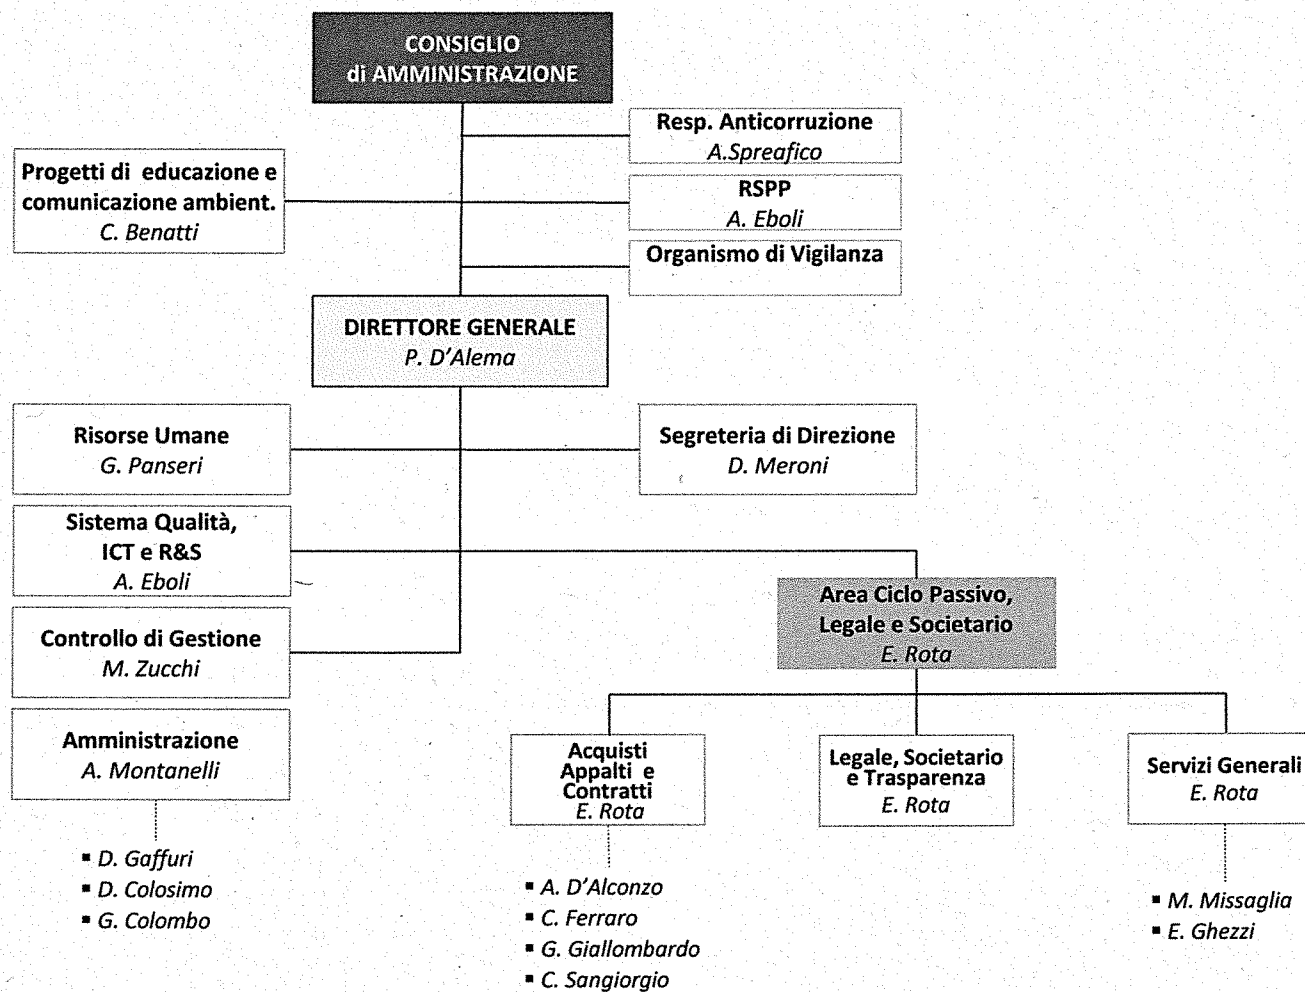 CONSIGLIO
di AMMINISTRAZIONE
Resp. Anticorruzione
A.Spreafico
Progetti di educazione e
comunicazione ambient.
C. Benatti
RSPP
A. Eboli
Organismo di Vigilanza
DIRETTORE GENERALE
P. D'Alema
Risorse Umane
G. Panseri
Segreteria di Direzione
D. Meroni
Sistema Qualità,
ICT e R&S
A. Eboli
Area Ciclo Passivo,
Legale e Societario
E. Rota
Controllo di Gestione
M. Zucchi
Amministrazione
A. Montanelli
▪ D. Gaffuri
▪ D. Colosimo
▪ G. Colombo
Acquisti
Appalti e
Contratti
E. Rota
▪ A. D'Alconzo
▪ C. Ferraro
▪ G. Giallombardo
▪ C. Sangiorgio
Legale, Societario
e Trasparenza
E. Rota
Servizi Generali
E. Rota
▪ M. Missaglia
▪ E. Ghezzi